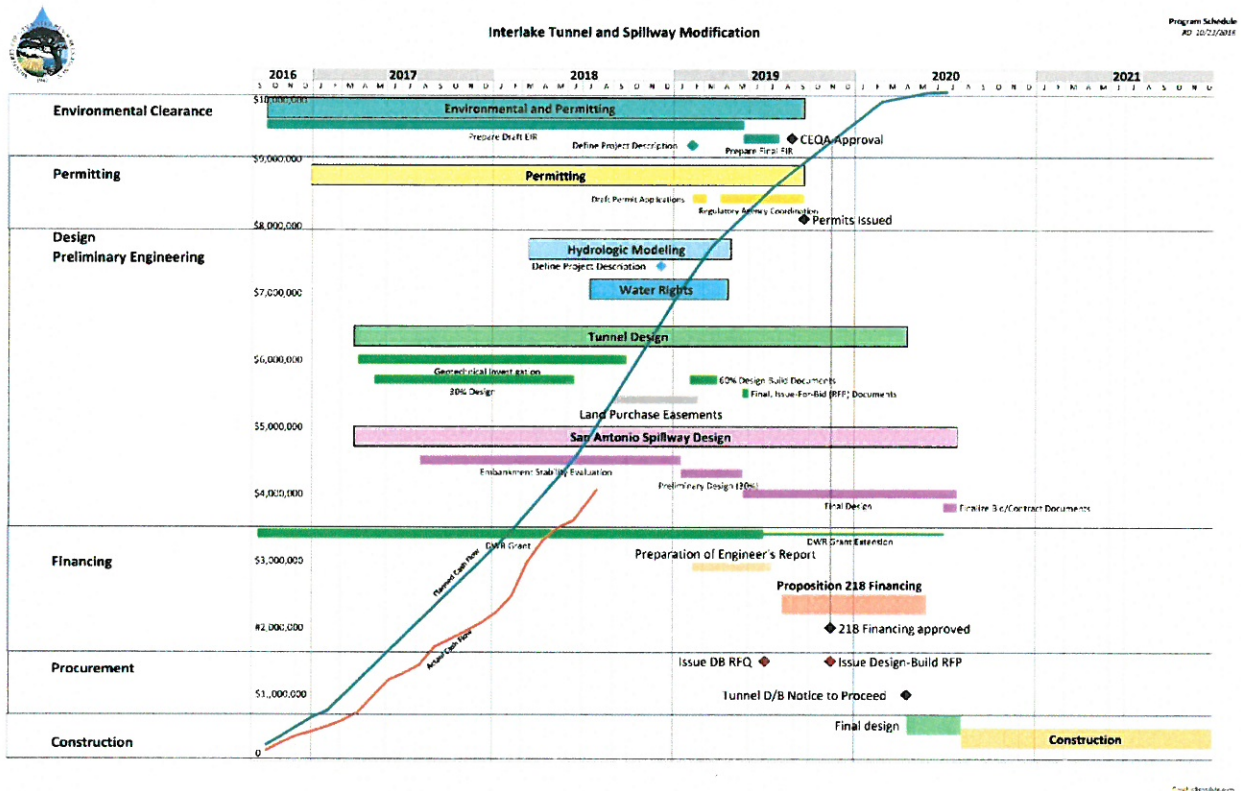 Interlake Tunnel and Spillway Modification
Program Schedule
2016 2017 2018 2019 2020 2021
S O N D J F M A M J J A S O N D J F M A M J J A S O N D J F M A M J J A S O N D J F M A M J J A S O N D J F M A M J J A S O N D
Environmental Clearance
$10,000,000
Environmental and Permitting
Prepare Draft EIR
Define Project Description
Prepare Final EIR
CEQA Approval
$9,000,000
Permitting
Permitting
Draft Permit Applications
Regulatory Agency Coordination
Permits Issued
$8,000,000
Design
Preliminary Engineering
Hydrologic Modeling
Define Project Description
Water Rights
$7,000,000
Tunnel Design
$6,000,000
Geotechnical Investigation
30% Design
60% Design Build Documents
Final, Issue-For-Bid (RFP) Documents
Land Purchase Easements
$5,000,000
San Antonio Spillway Design
Embankment Stability Evaluation
Preliminary Design (30%)
$4,000,000
Final Design
Finalize Bid/Contract Documents
Financing
DWR Grant
DWR Grant Extension
$3,000,000
Preparation of Engineer's Report
Planned Cash Flow
Proposition 218 Financing
#2,000,000
218 Financing approved
Actual Cash Flow
Procurement
Issue DB RFQ
Issue Design-Build RFP
$1,000,000
Tunnel D/B Notice to Proceed
Final design
Construction
Construction
0